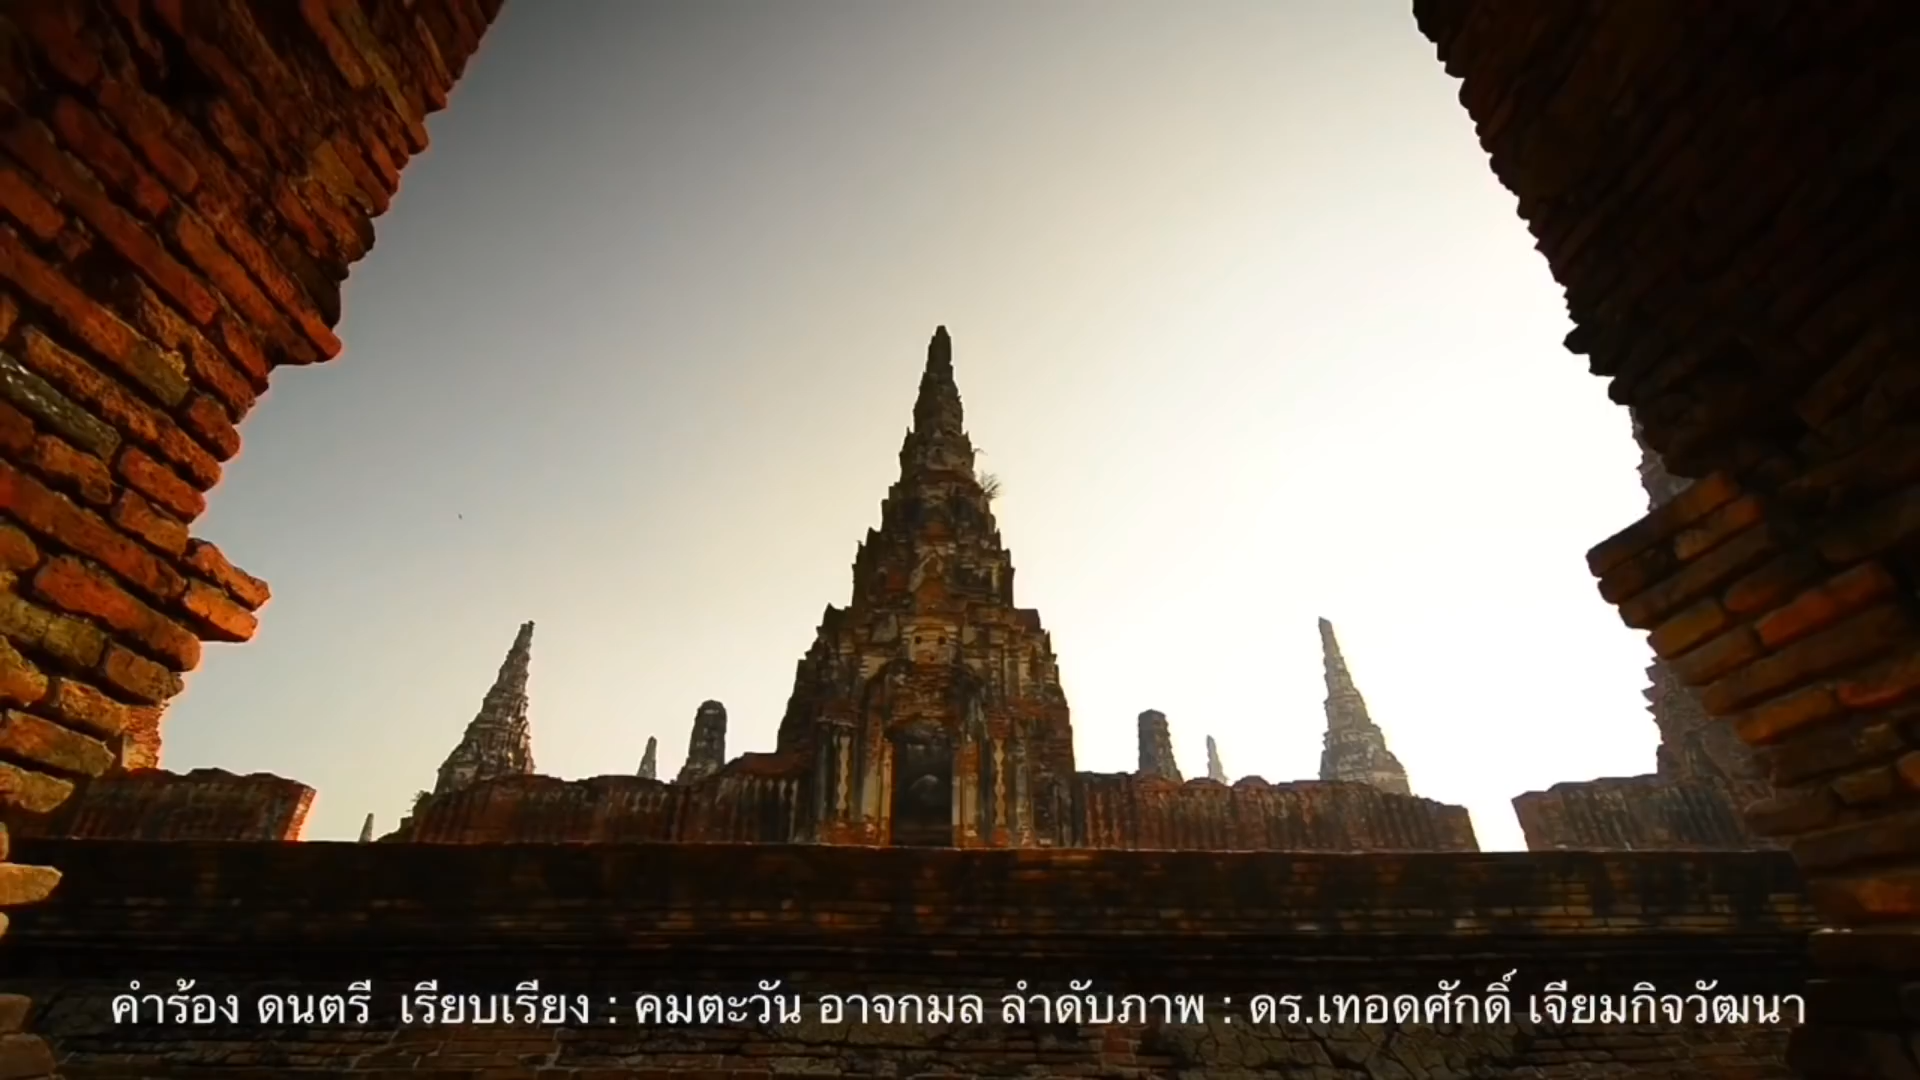 คำร้อง ดนตรี เรียบเรียง : คมตะวัน อาจกมล ลำดับภาพ : ดร.เทอดศักดิ์ เจียมกิจวัฒนา